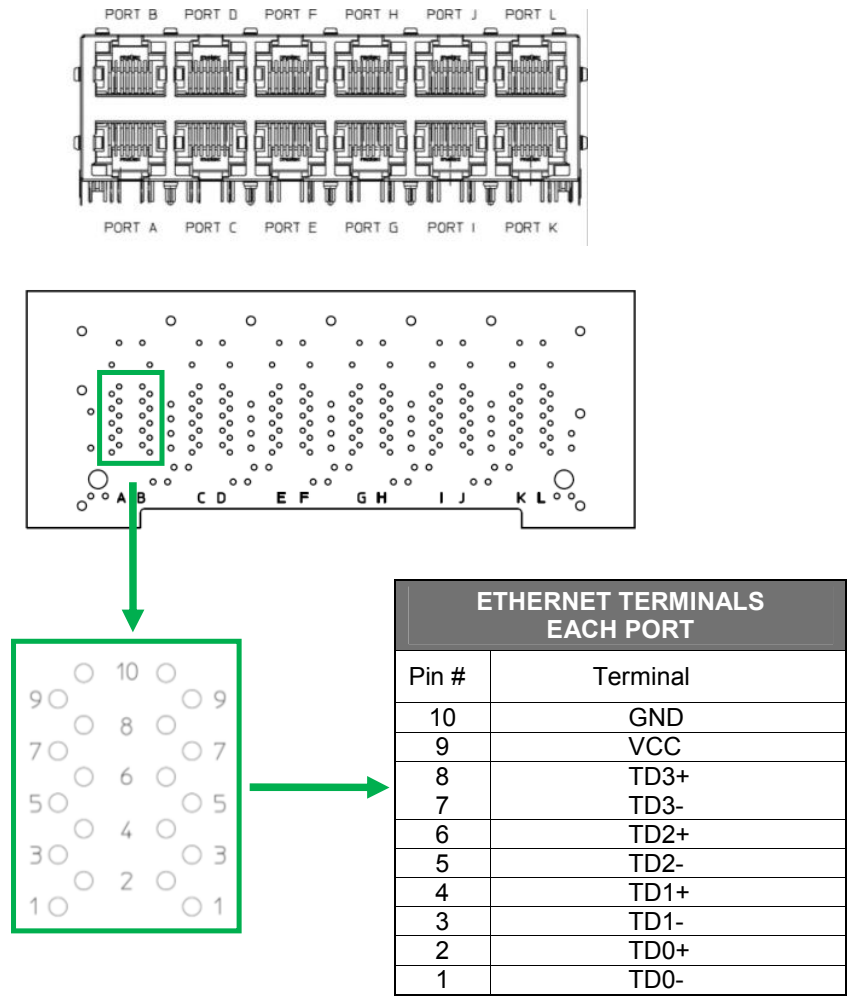 PORT B PORT D PORT F PORT H PORT J PORT L
PORT A PORT C PORT E PORT G PORT I PORT K
A B C D E F G H I J K L
10
9 9
8
7 7
6
5 5
4
3 3
2
1 1
ETHERNET TERMINALS
EACH PORT
Pin # Terminal
10 GND
9 VCC
8 TD3+
7 TD3-
6 TD2+
5 TD2-
4 TD1+
3 TD1-
2 TD0+
1 TD0-